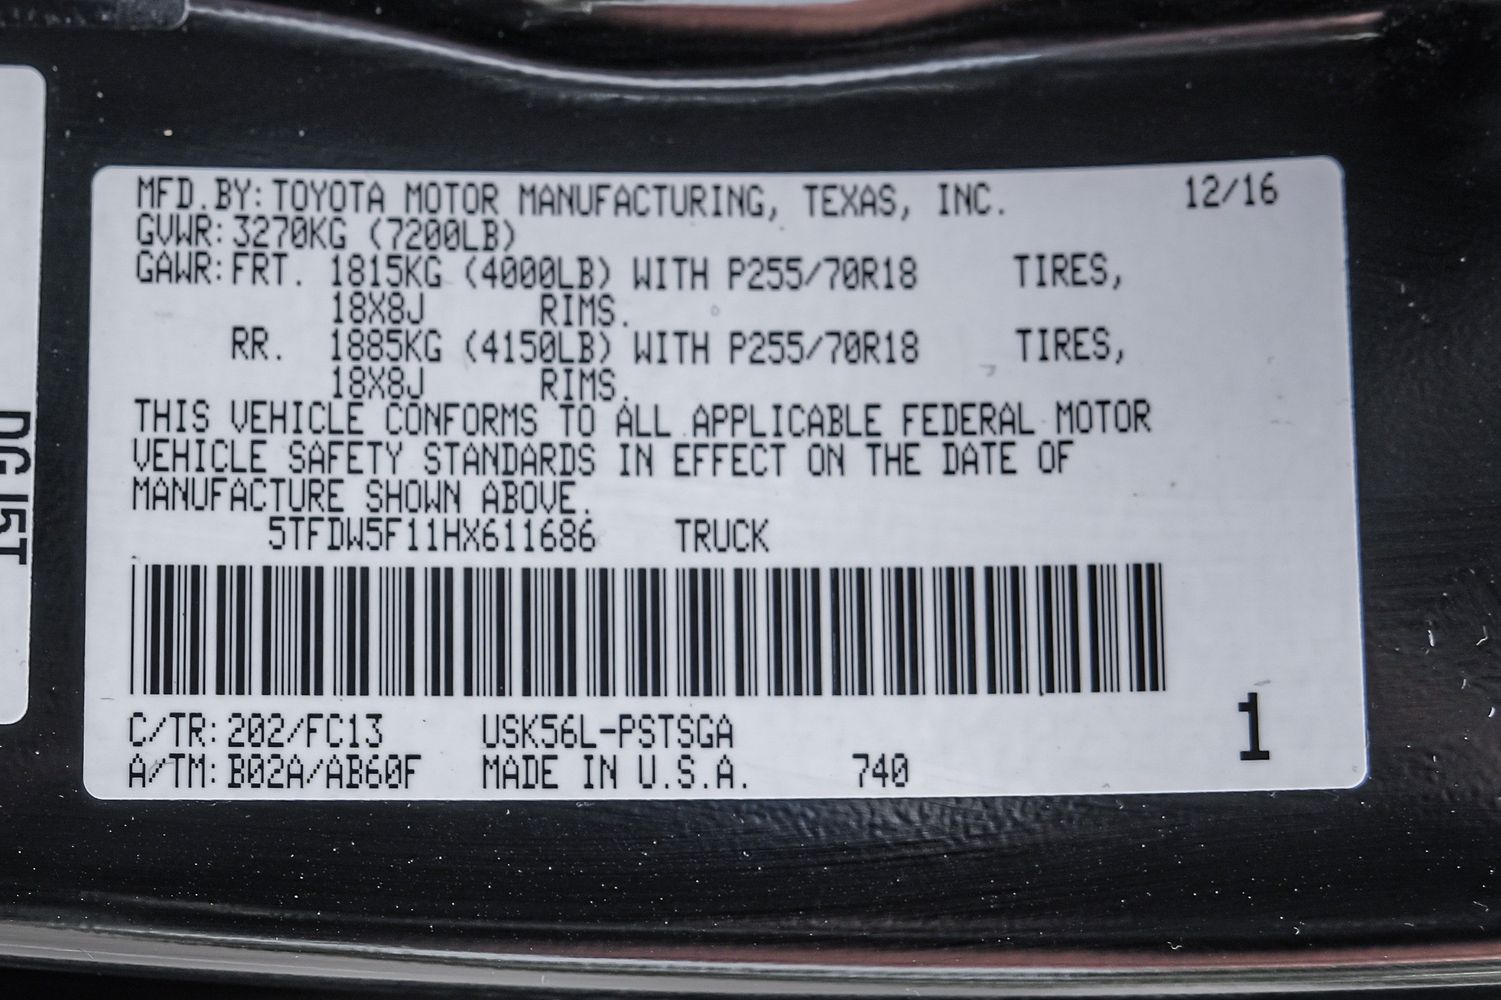 MFD.BY:TOYOTA MOTOR MANUFACTURING, TEXAS, INC. 12/16
GVWR:3270KG (7200LB)
GAWR:FRT. 1815KG (4000LB) WITH P255/70R18 TIRES,
18X8J RIMS.
RR. 1885KG (4150LB) WITH P255/70R18 TIRES,
18X8J RIMS.
THIS VEHICLE CONFORMS TO ALL APPLICABLE FEDERAL MOTOR
VEHICLE SAFETY STANDARDS IN EFFECT ON THE DATE OF
MANUFACTURE SHOWN ABOVE.
5TFDW5F11HX611686 TRUCK
C/TR:202/FC13 USK56L-PSTSGA
A/TM:B02A/AB60F MADE IN U.S.A. 740
1